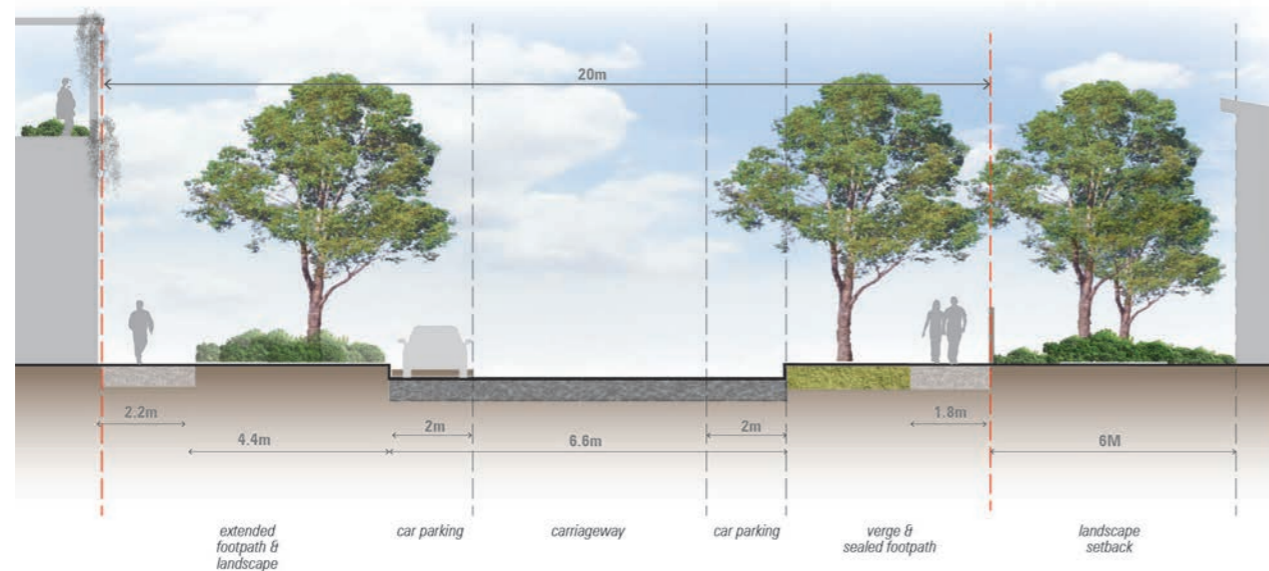 20m
2.2m
1.8m
2m
2m
4.4m
6.6m
6M
extended
footpath &
landscape
car parking
carriageway
car parking
verge &
sealed footpath
landscape
setback